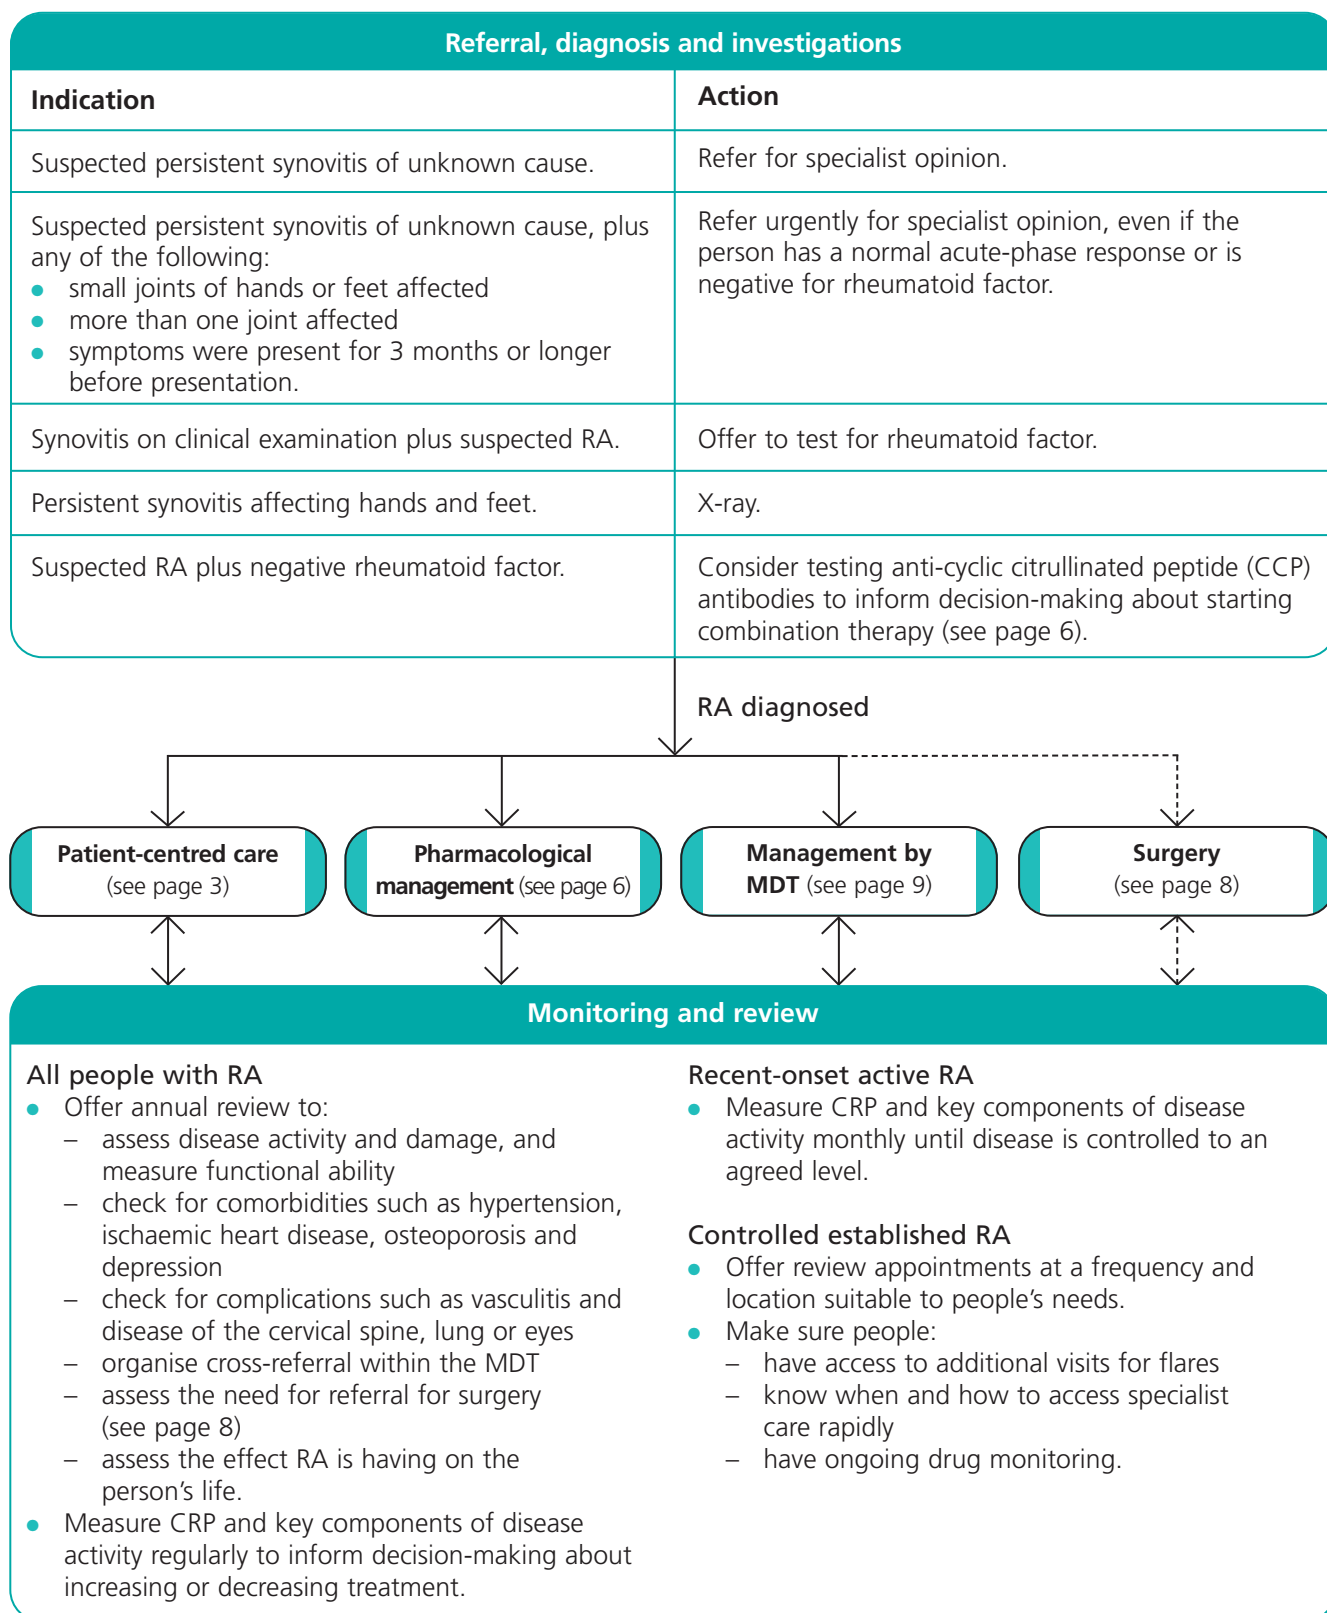 Referral, diagnosis and investigations
Indication
Action
Suspected persistent synovitis of unknown cause.
Refer for specialist opinion.
Suspected persistent synovitis of unknown cause, plus
any of the following:
● small joints of hands or feet affected
● more than one joint affected
● symptoms were present for 3 months or longer
before presentation.
Refer urgently for specialist opinion, even if the
person has a normal acute-phase response or is
negative for rheumatoid factor.
Synovitis on clinical examination plus suspected RA.
Offer to test for rheumatoid factor.
Persistent synovitis affecting hands and feet.
X-ray.
Suspected RA plus negative rheumatoid factor.
Consider testing anti-cyclic citrullinated peptide (CCP)
antibodies to inform decision-making about starting
combination therapy (see page 6).
RA diagnosed
Patient-centred care
(see page 3)
Pharmacological
management (see page 6)
Management by
MDT (see page 9)
Surgery
(see page 8)
Monitoring and review
All people with RA
● Offer annual review to:
– assess disease activity and damage, and
measure functional ability
– check for comorbidities such as hypertension,
ischaemic heart disease, osteoporosis and
depression
– check for complications such as vasculitis and
disease of the cervical spine, lung or eyes
– organise cross-referral within the MDT
– assess the need for referral for surgery
(see page 8)
– assess the effect RA is having on the
person’s life.
● Measure CRP and key components of disease
activity regularly to inform decision-making about
increasing or decreasing treatment.
Recent-onset active RA
● Measure CRP and key components of disease
activity monthly until disease is controlled to an
agreed level.
Controlled established RA
● Offer review appointments at a frequency and
location suitable to people’s needs.
● Make sure people:
– have access to additional visits for flares
– know when and how to access specialist
care rapidly
– have ongoing drug monitoring.